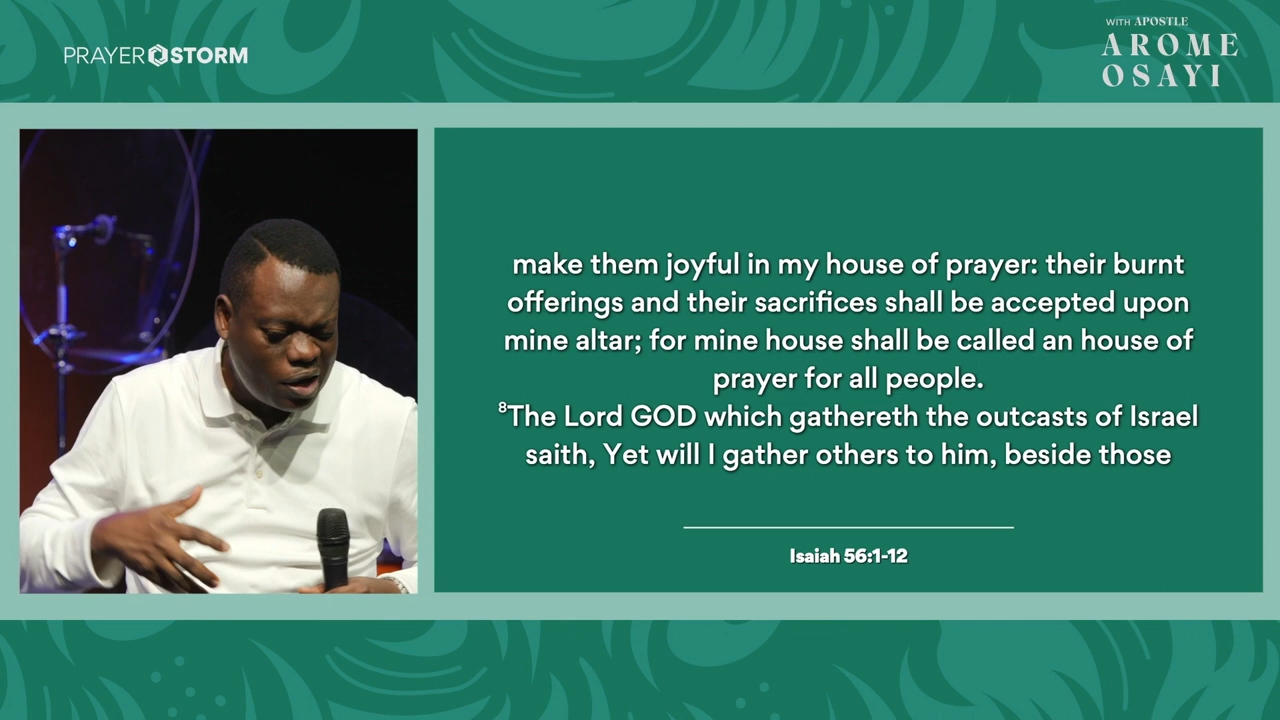 PRAYER STORM
WITH APOSTLE
AROME
OSAYI
make them joyful in my house of prayer: their burnt
offerings and their sacrifices shall be accepted upon
mine altar; for mine house shall be called an house of
prayer for all people.
⁸The Lord GOD which gathereth the outcasts of Israel
saith, Yet will I gather others to him, beside those
Isaiah 56:1-12